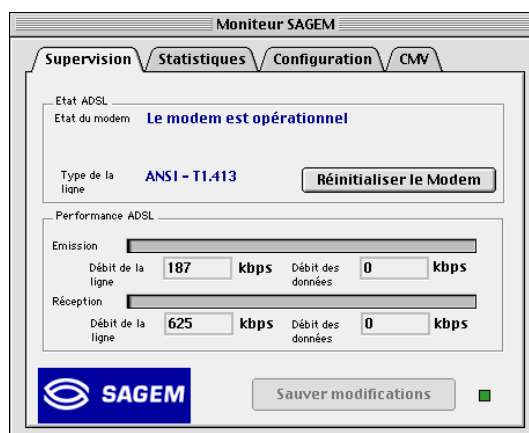 Moniteur SAGEM
Supervision Statistiques Configuration CMV
Etat ADSL
Etat du modem Le modem est opérationnel
Type de la ligne ANSI - T1.413 Réinitialiser le Modem
Performance ADSL
Emission
Débit de la ligne 187 kbps Débit des données 0 kbps
Réception
Débit de la ligne 625 kbps Débit des données 0 kbps
SAGEM Sauver modifications